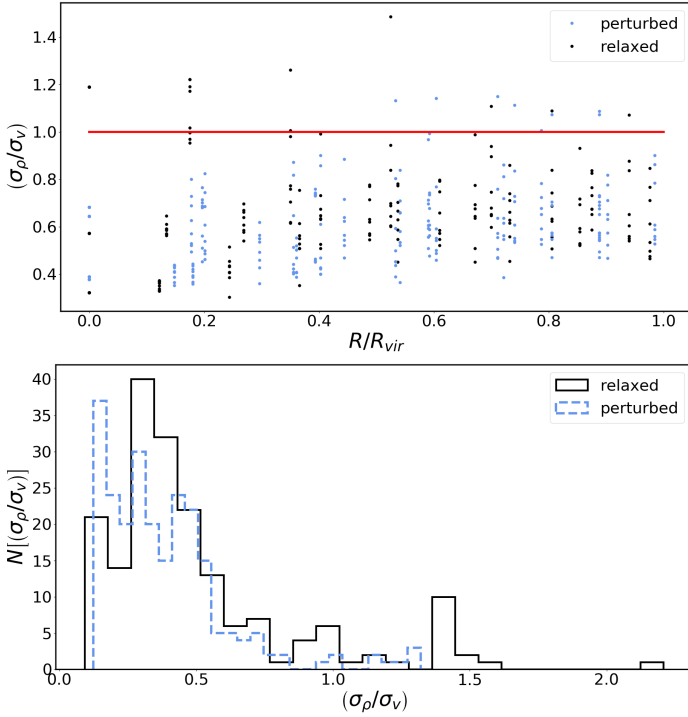 1.4
1.2
1.0
0.8
0.6
0.4
(σρ/σv)
perturbed
relaxed
0.0 0.2 0.4 0.6 0.8 1.0
R/Rvir
40
35
30
25
20
15
10
5
0
N[(σρ/σv)]
relaxed
perturbed
0.0 0.5 1.0 1.5 2.0
(σρ/σv)